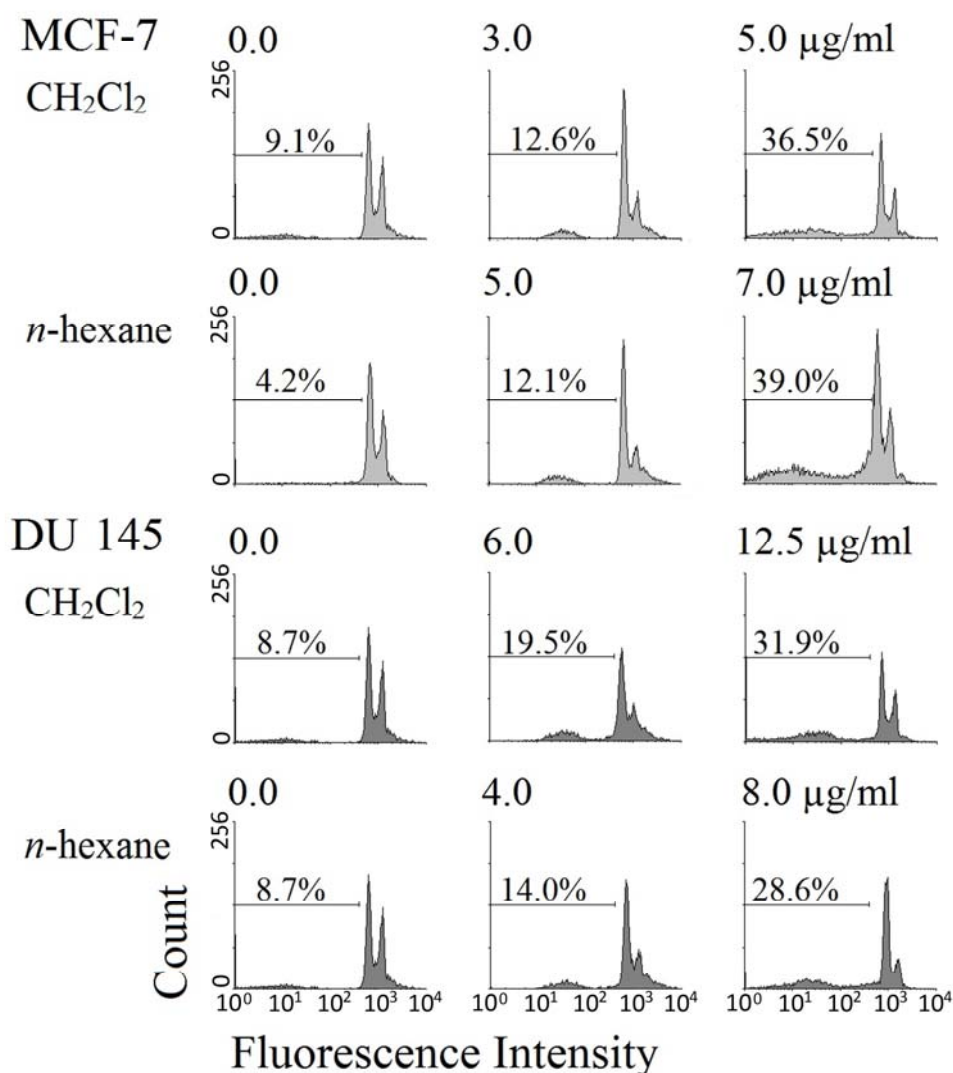 MCF-7 0.0 3.0 5.0 µg/ml
CH₂Cl₂ 256 0 9.1% 12.6% 36.5%
0.0 5.0 7.0 µg/ml
n-hexane 256 0 4.2% 12.1% 39.0%
DU 145 0.0 6.0 12.5 µg/ml
CH₂Cl₂ 256 0 8.7% 19.5% 31.9%
0.0 4.0 8.0 µg/ml
n-hexane 256 0 8.7% 14.0% 28.6%
Count
10⁰ 10¹ 10² 10³ 10⁴ 10¹ 10² 10³ 10⁴ 10⁰ 10¹ 10² 10³ 10⁴
Fluorescence Intensity